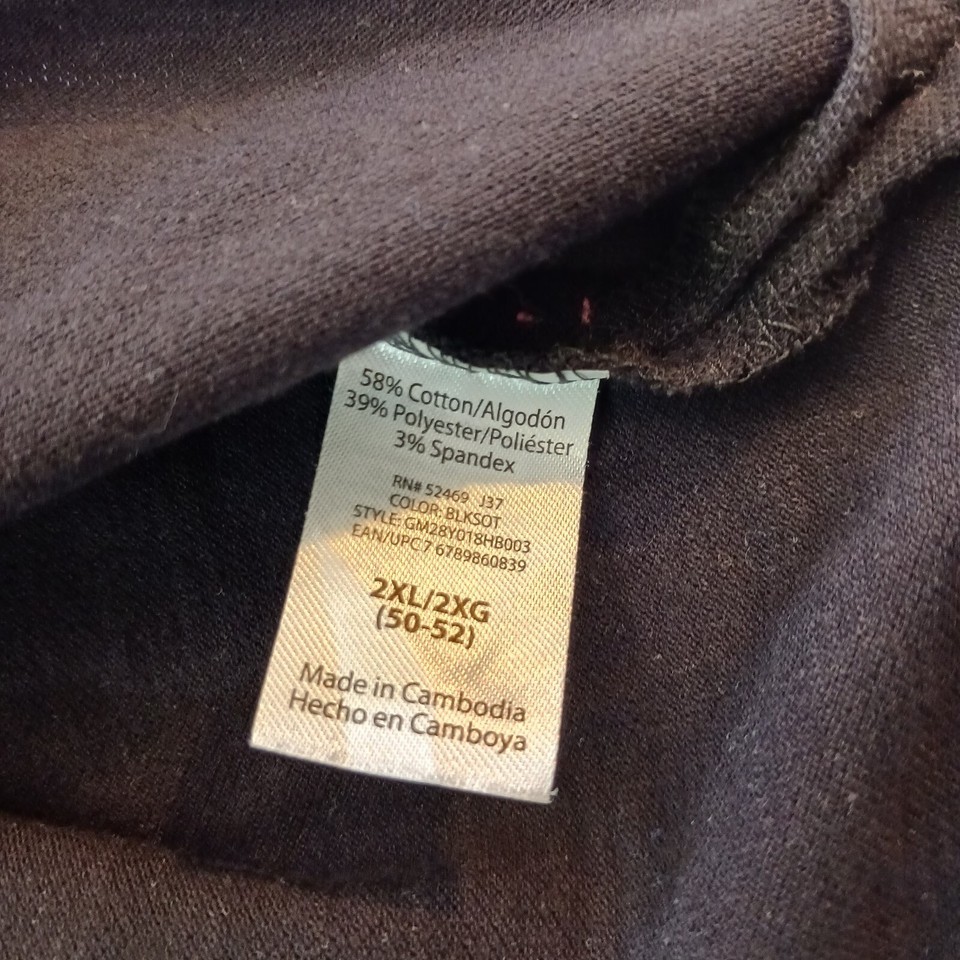 58% Cotton/Algodón
39% Polyester/Poliéster
3% Spandex
RN# 52469 J37
COLOR: BLKSOT
STYLE: GM28Y018HB003
EAN/UPC 7 6789860839
2XL/2XG
(50-52)
Made in Cambodia
Hecho en Camboya